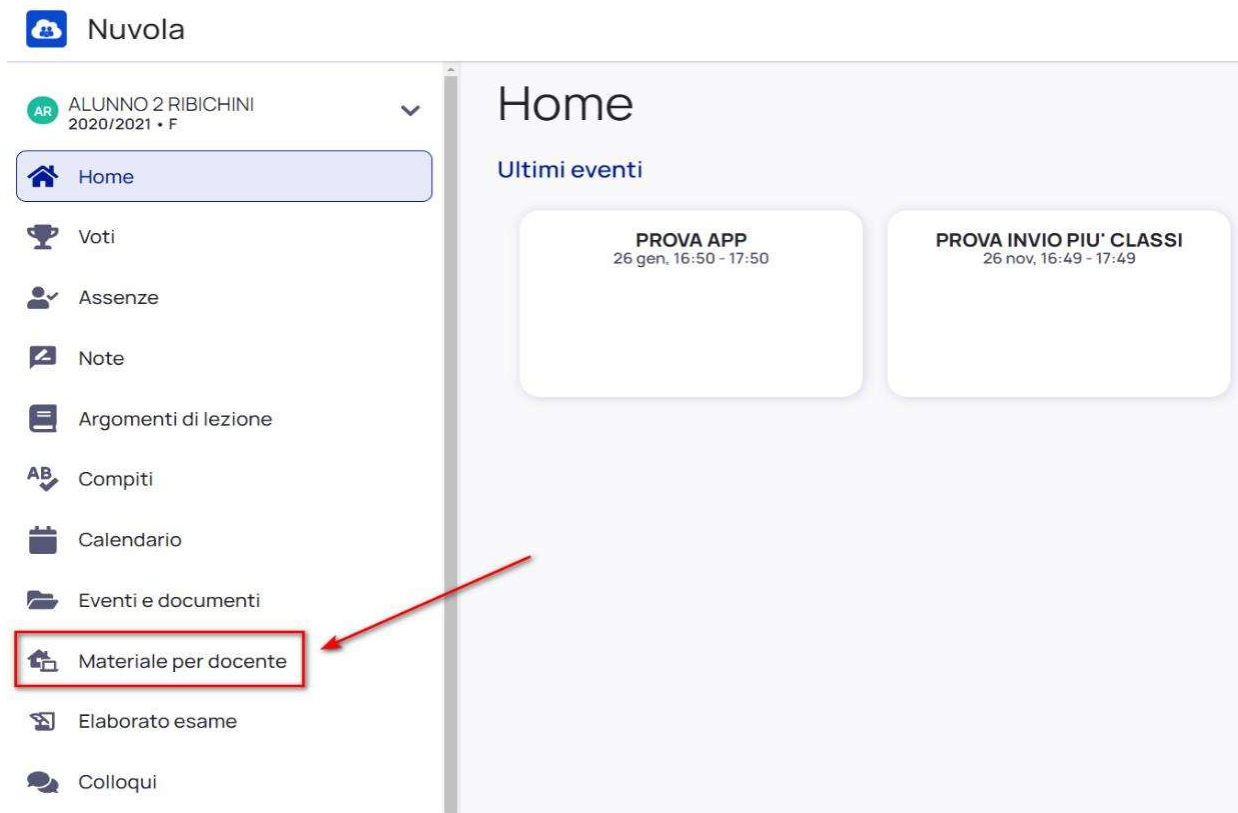 Nuvola
AR
ALUNNO 2 RIBICHINI
2020/2021 • F
Home
Voti
Assenze
Note
Argomenti di lezione
AB
Compiti
Calendario
Eventi e documenti
Materiale per docente
Elaborato esame
Colloqui
Home
Ultimi eventi
PROVA APP
26 gen, 16:50 - 17:50
PROVA INVIO PIU' CLASSI
26 nov, 16:49 - 17:49